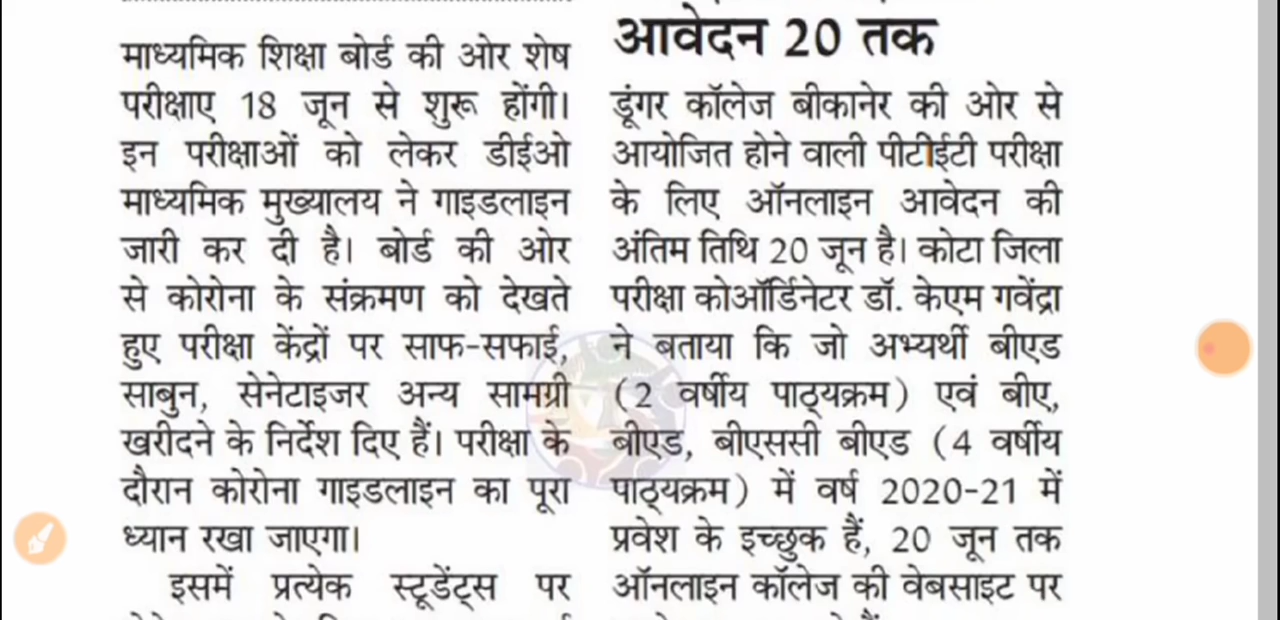 माध्यमिक शिक्षा बोर्ड की ओर शेष
परीक्षाए 18 जून से शुरू होंगी।
इन परीक्षाओं को लेकर डीईओ
माध्यमिक मुख्यालय ने गाइडलाइन
जारी कर दी है। बोर्ड की ओर
से कोरोना के संक्रमण को देखते
हुए परीक्षा केंद्रों पर साफ-सफाई,
साबुन, सेनेटाइजर अन्य सामग्री
खरीदने के निर्देश दिए हैं। परीक्षा के
दौरान कोरोना गाइडलाइन का पूरा
ध्यान रखा जाएगा।
इसमें प्रत्येक स्टूडेंट्स पर
आवेदन 20 तक
डूंगर कॉलेज बीकानेर की ओर से
आयोजित होने वाली पीटीईटी परीक्षा
के लिए ऑनलाइन आवेदन की
अंतिम तिथि 20 जून है। कोटा जिला
परीक्षा कोऑर्डिनेटर डॉ. केएम गवेंद्रा
ने बताया कि जो अभ्यर्थी बीएड
(2 वर्षीय पाठ्यक्रम) एवं बीए,
बीएड, बीएससी बीएड (4 वर्षीय
पाठ्यक्रम) में वर्ष 2020-21 में
प्रवेश के इच्छुक हैं, 20 जून तक
ऑनलाइन कॉलेज की वेबसाइट पर